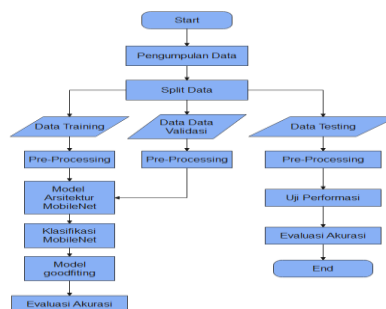 Start
Pengumpulan Data
Split Data
Data Training
Data Data
Validasi
Data Testing
Pre-Processing
Pre-Processing
Pre-Processing
Model
Arsitektur
MobileNet
Uji Performasi
Klasifikasi
MobileNet
Evaluasi Akurasi
Model
goodfiting
End
Evaluasi Akurasi